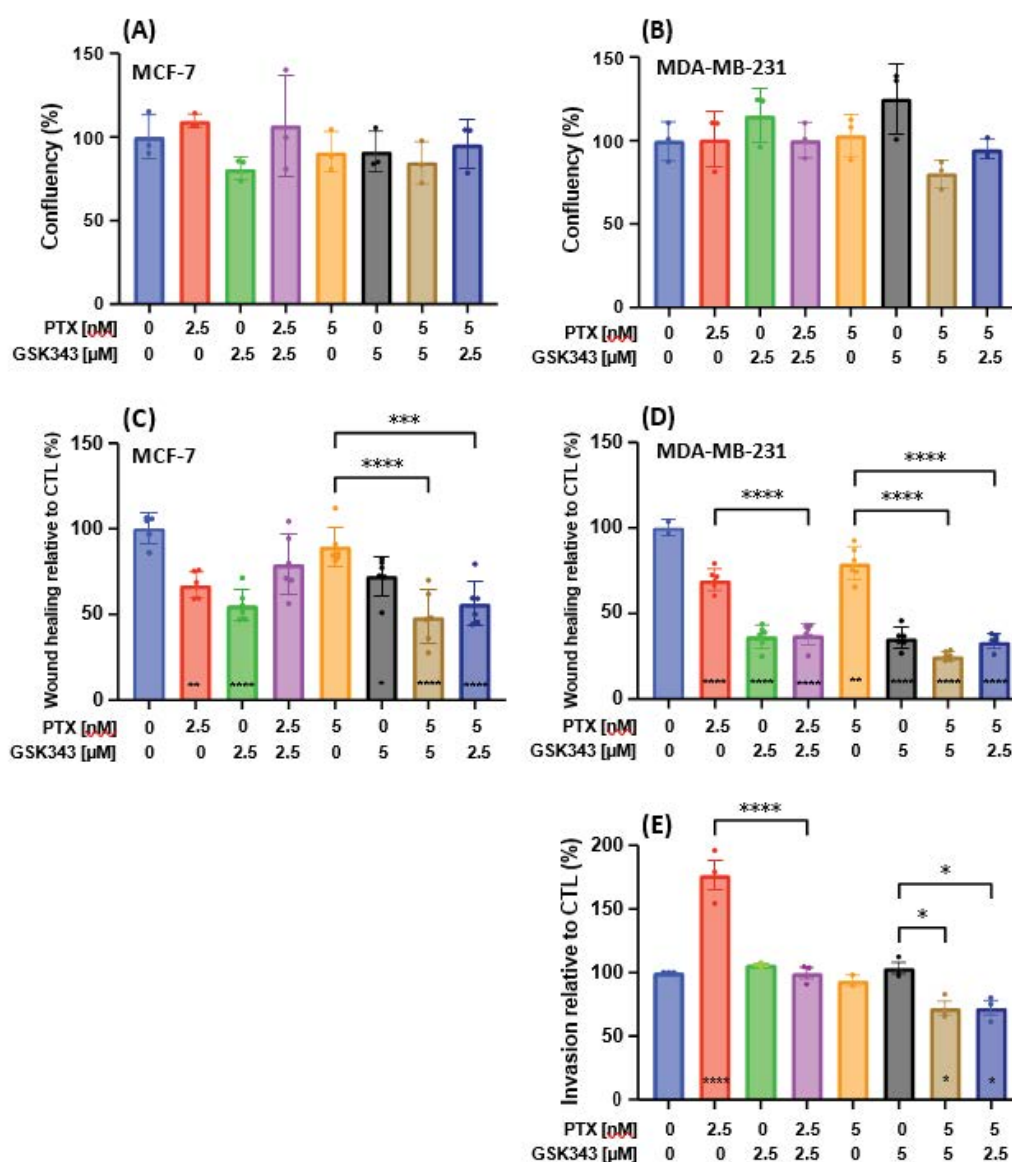 (A)
MCF-7
Confluency (%)
150
100
50
0
PTX [nM] 0 2.5 0 2.5 5 0 5 5
GSK343 [µM] 0 0 2.5 2.5 0 5 5 2.5
(B)
MDA-MB-231
Confluency (%)
150
100
50
0
PTX [nM] 0 2.5 0 2.5 5 0 5 5
GSK343 [µM] 0 0 2.5 2.5 0 5 5 2.5
(C)
MCF-7
Wound healing relative to CTL (%)
150
100
50
0
***
****
** **** * **** ****
PTX [nM] 0 2.5 0 2.5 5 0 5 5
GSK343 [µM] 0 0 2.5 2.5 0 5 5 2.5
(D)
MDA-MB-231
Wound healing relative to CTL (%)
150
100
50
0
****
****
****
**** **** **** ** **** **** ****
PTX [nM] 0 2.5 0 2.5 5 0 5 5
GSK343 [µM] 0 0 2.5 2.5 0 5 5 2.5
(E)
Invasion relative to CTL (%)
200
150
100
50
0
****
*
*
**** * *
PTX [nM] 0 2.5 0 2.5 5 0 5 5
GSK343 [µM] 0 0 2.5 2.5 0 5 5 2.5